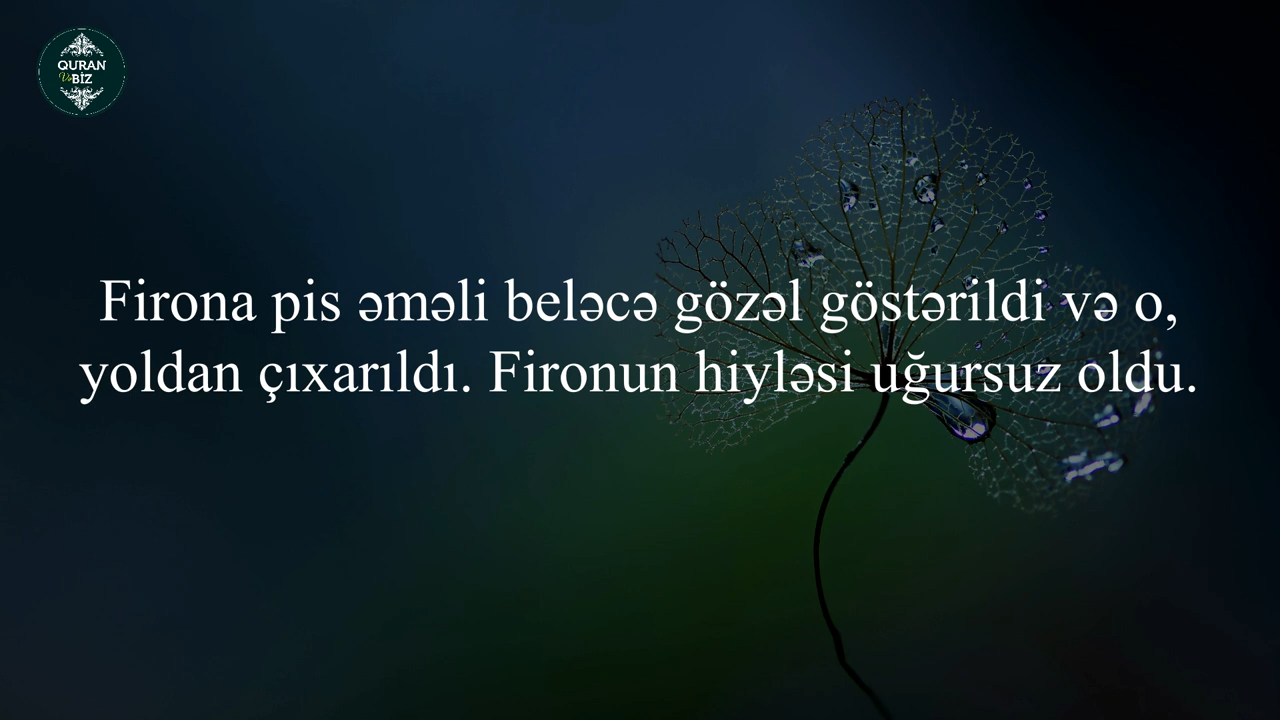 QURAN
Və BİZ
Firona pis əməli beləcə gözəl göstərildi və o,
yoldan çıxarıldı. Fironun hiyləsi uğursuz oldu.